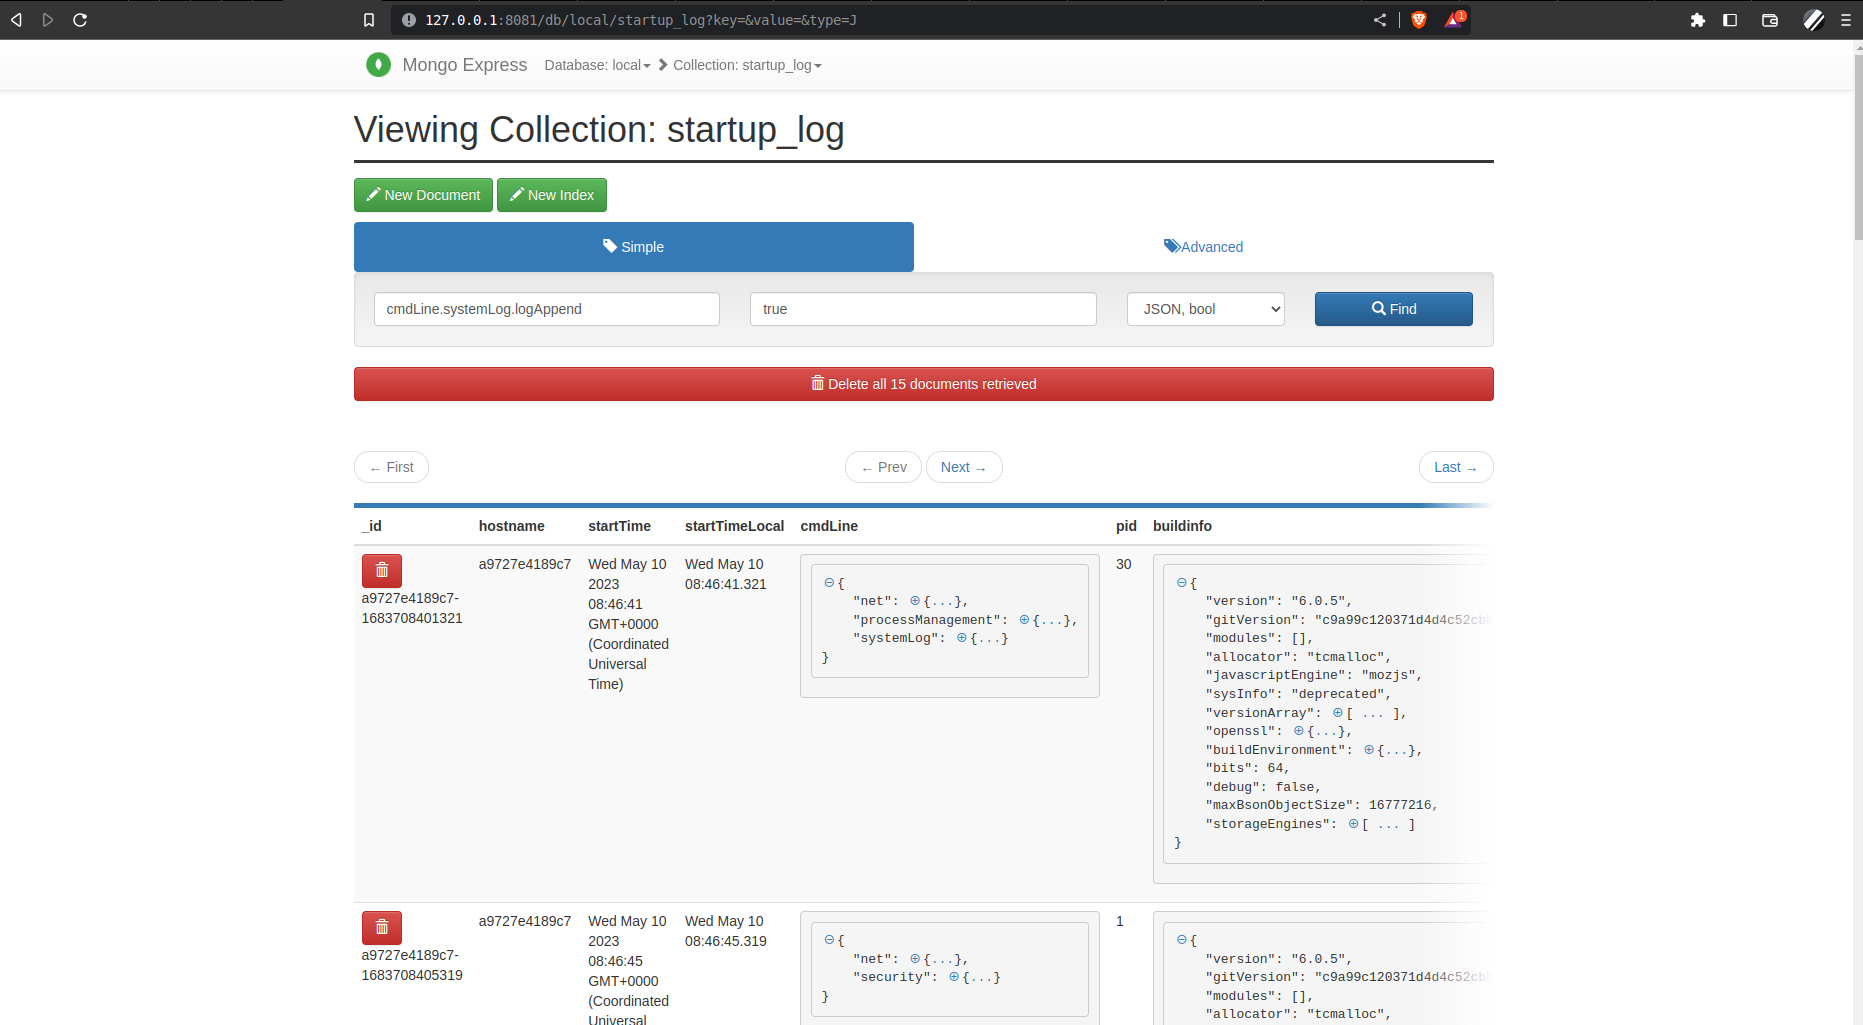 127.0.0.1:8081/db/local/startup_log?key=&value=&type=J
1
Mongo Express Database: local Collection: startup_log
Viewing Collection: startup_log
New Document New Index
Simple Advanced
cmdLine.systemLog.logAppend true JSON, bool Find
Delete all 15 documents retrieved
← First ← Prev Next → Last →
_id hostname startTime startTimeLocal cmdLine pid buildinfo
a9727e4189c7-
1683708401321
a9727e4189c7
Wed May 10
2023
08:46:41
GMT+0000
(Coordinated
Universal
Time)
Wed May 10
08:46:41.321
{
"net": {...},
"processManagement": {...},
"systemLog": {...}
}
30
{
"version": "6.0.5",
"gitVersion": "c9a99c120371d4d4c52cb
"modules": [],
"allocator": "tcmalloc",
"javascriptEngine": "mozjs",
"sysInfo": "deprecated",
"versionArray": [ ... ],
"openssl": {...},
"buildEnvironment": {...},
"bits": 64,
"debug": false,
"maxBsonObjectSize": 16777216,
"storageEngines": [ ... ]
}
a9727e4189c7-
1683708405319
a9727e4189c7
Wed May 10
2023
08:46:45
GMT+0000
(Coordinated
Universal
Wed May 10
08:46:45.319
{
"net": {...},
"security": {...}
}
1
{
"version": "6.0.5",
"gitVersion": "c9a99c120371d4d4c52cb
"modules": [],
"allocator": "tcmalloc",